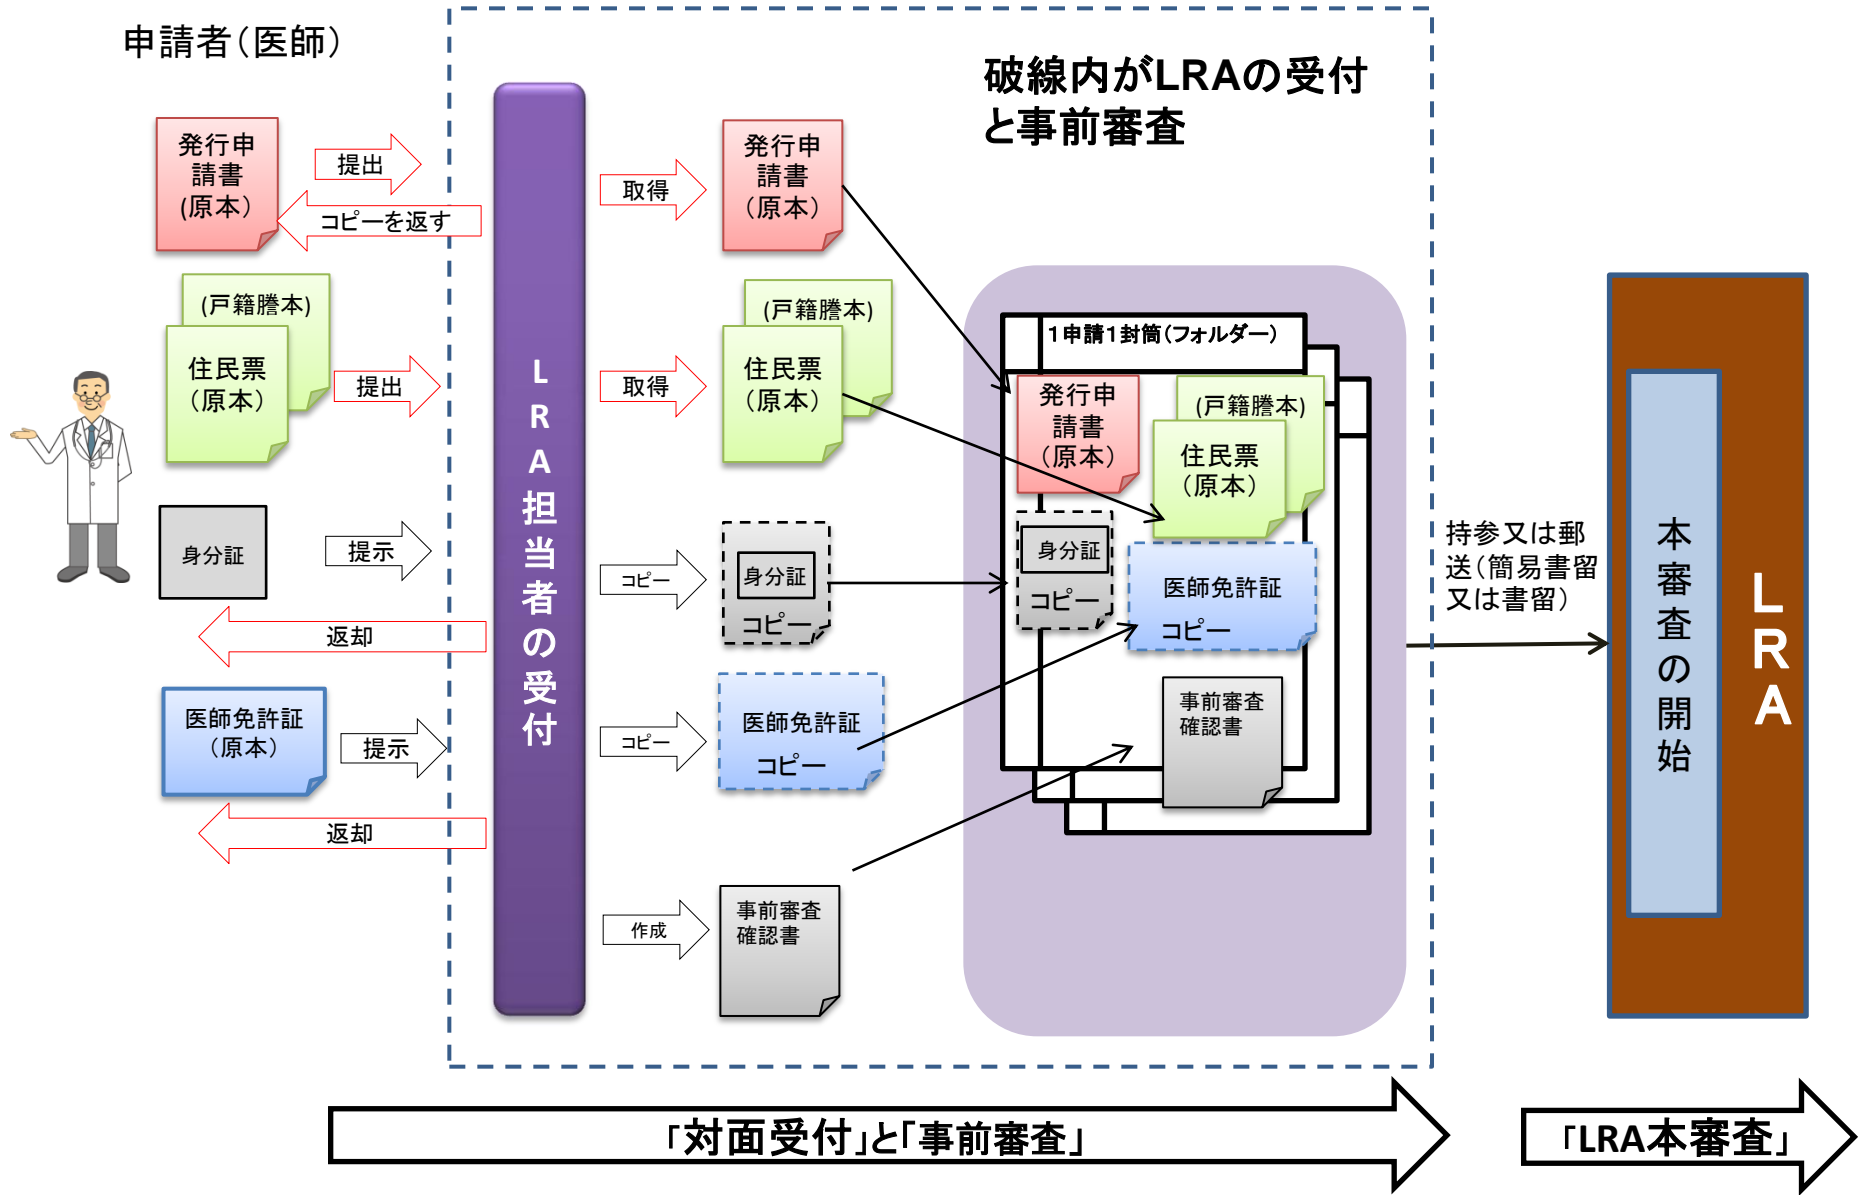 申請者（医師）
破線内がLRAの受付
と事前審査
発行申
請書
(原本）
提出
コピーを返す
取得
発行申
請書
（原本）
(戸籍謄本)
住民票
（原本）
提出
取得
(戸籍謄本)
住民票
（原本）
LRA担当者の受付
１申請１封筒（フォルダー）
発行申
請書
（原本）
(戸籍謄本)
住民票
（原本）
身分証
提示
返却
コピー
身分証
コピー
身分証
コピー
医師免許証
コピー
医師免許証
（原本）
提示
返却
コピー
医師免許証
コピー
事前審査
確認書
作成
事前審査
確認書
持参又は郵
送（簡易書留
又は書留）
本審査の開始
LRA
「対面受付」と「事前審査」
「LRA本審査」